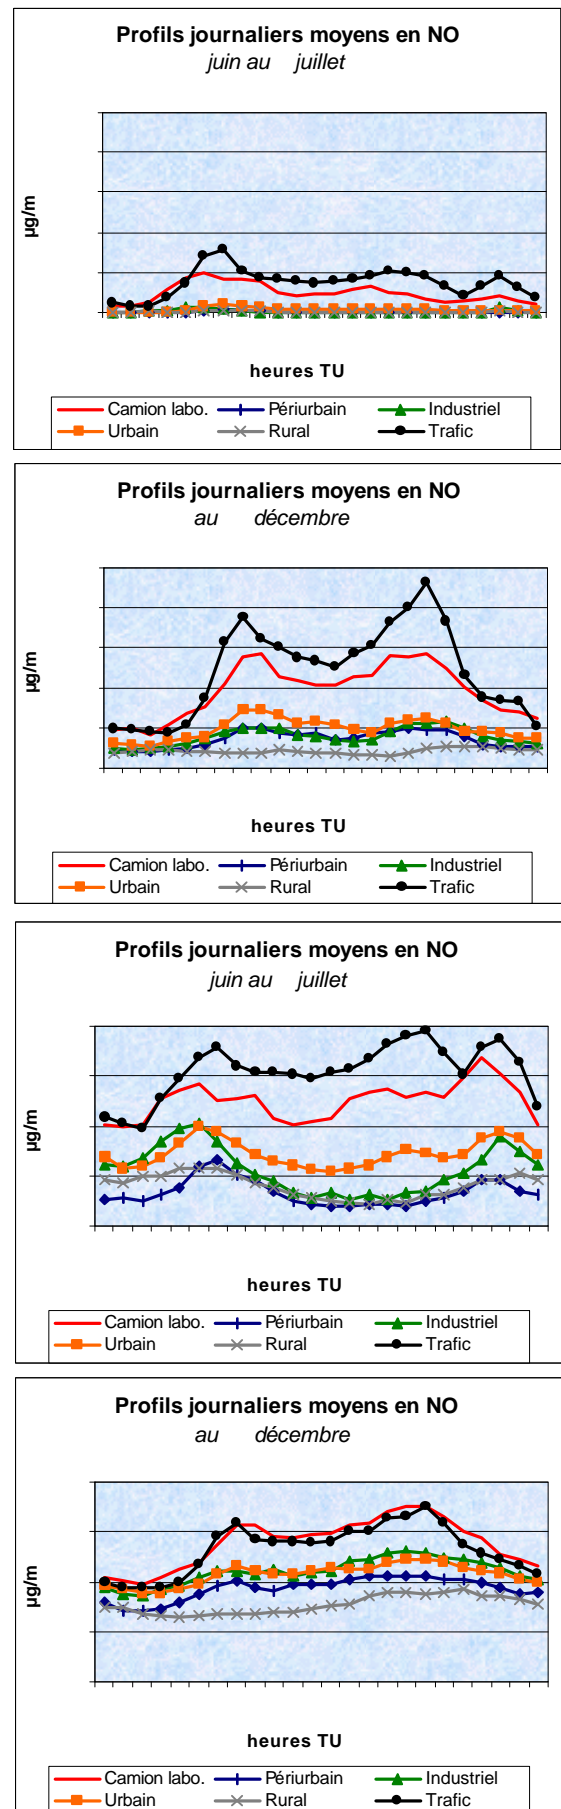 Profils journaliers moyens en NO
juin au juillet
µg/m
heures TU
Camion labo. Périurbain Industriel
Urbain Rural Trafic
Profils journaliers moyens en NO
au décembre
µg/m
heures TU
Camion labo. Périurbain Industriel
Urbain Rural Trafic
Profils journaliers moyens en NO
juin au juillet
µg/m
heures TU
Camion labo. Périurbain Industriel
Urbain Rural Trafic
Profils journaliers moyens en NO
au décembre
µg/m
heures TU
Camion labo. Périurbain Industriel
Urbain Rural Trafic